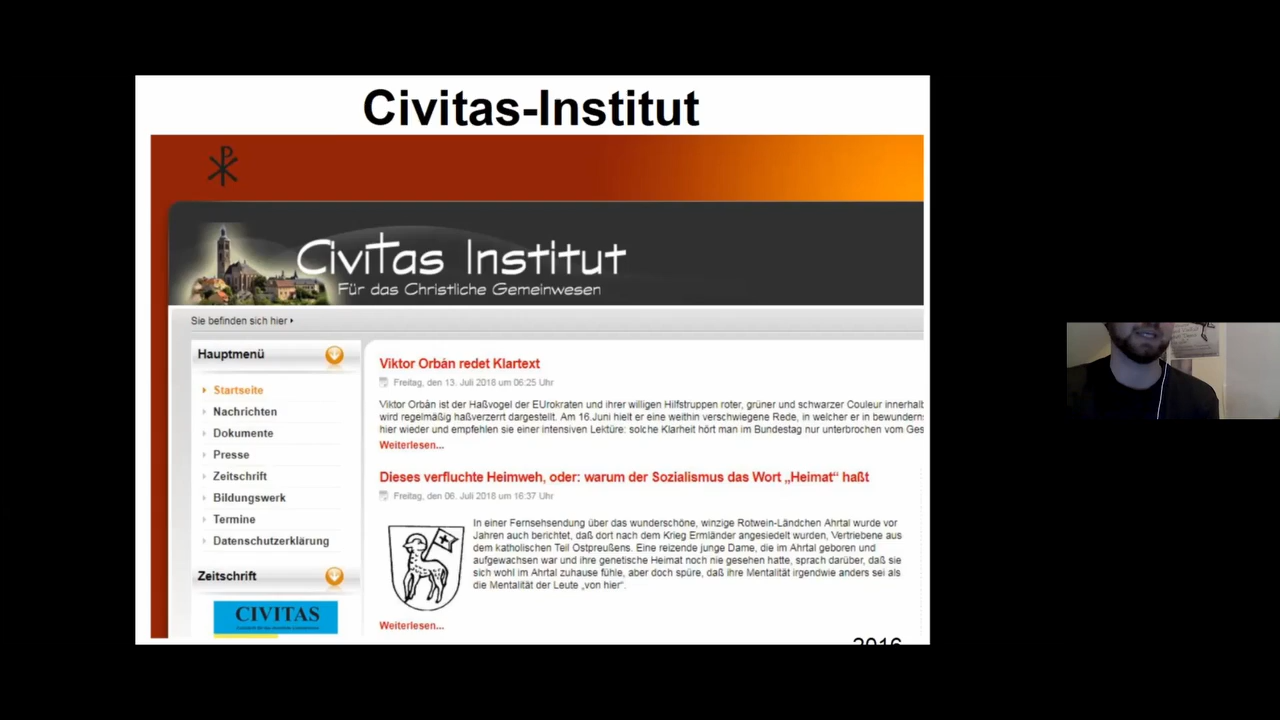 Civitas-Institut
Civitas Institut
Für das Christliche Gemeinwesen
Sie befinden sich hier
Hauptmenü
Startseite
Nachrichten
Dokumente
Presse
Zeitschrift
Bildungswerk
Termine
Datenschutzerklärung
Zeitschrift
CIVITAS
Viktor Orbán redet Klartext
Freitag, den 13. Juli 2018 um 06:25 Uhr
Viktor Orbán ist der Haßvogel der EUrokraten und ihrer willigen Hilfstruppen roter, grüner und schwarzer Couleur innerhalt
wird regelmäßig haßverzerrt dargestellt. Am 16.Juni hielt er eine weithin verschwiegene Rede, in welcher er in bewundern
hier wieder und empfehlen sie einer intensiven Lektüre: solche Klarheit hört man im Bundestag nur unterbrochen vom Ges
Weiterlesen...
Dieses verfluchte Heimweh, oder: warum der Sozialismus das Wort „Heimat“ haßt
Freitag, den 06. Juli 2018 um 16:37 Uhr
In einer Fernsehsendung über das wunderschöne, winzige Rotwein-Ländchen Ahrtal wurde vor
Jahren auch berichtet, daß dort nach dem Krieg Ermländer angesiedelt wurden, Vertriebene aus
dem katholischen Teil Ostpreußens. Eine reizende junge Dame, die im Ahrtal geboren und
aufgewachsen war und ihre genetische Heimat noch nie gesehen hatte, sprach darüber, daß sie
sich wohl im Ahrtal zuhause fühle, aber doch spüre, daß ihre Mentalität irgendwie anders sei als
die Mentalität der Leute „von hier“.
Weiterlesen...
2016